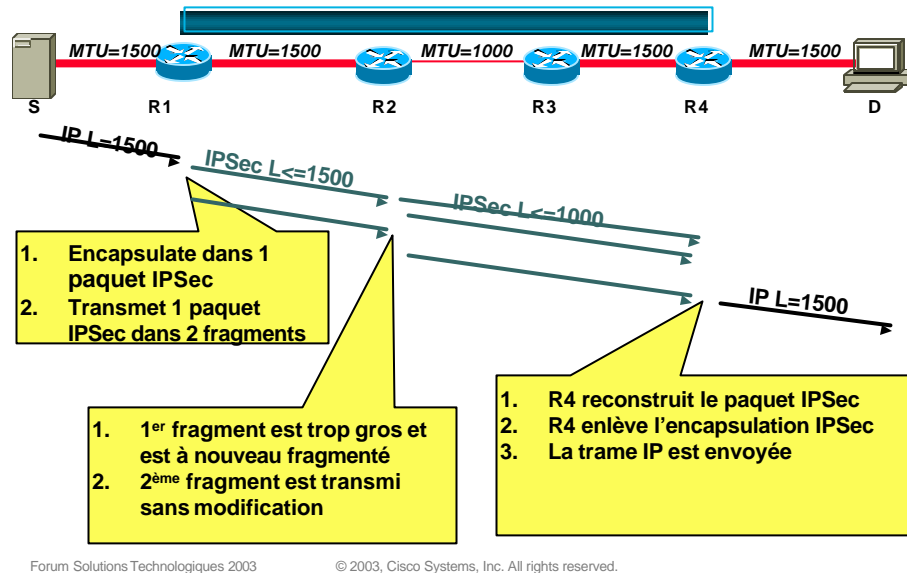 MTU=1500 MTU=1500 MTU=1000 MTU=1500 MTU=1500
S R1 R2 R3 R4 D
IP L=1500
IPSec L<=1500
IPSec L<=1000
1. Encapsulate dans 1
paquet IPSec
2. Transmet 1 paquet
IPSec dans 2 fragments
IP L=1500
1. 1er fragment est trop gros et
est à nouveau fragmenté
2. 2ème fragment est transmi
sans modification
1. R4 reconstruit le paquet IPSec
2. R4 enlève l'encapsulation IPSec
3. La trame IP est envoyée
Forum Solutions Technologiques 2003 © 2003, Cisco Systems, Inc. All rights reserved.